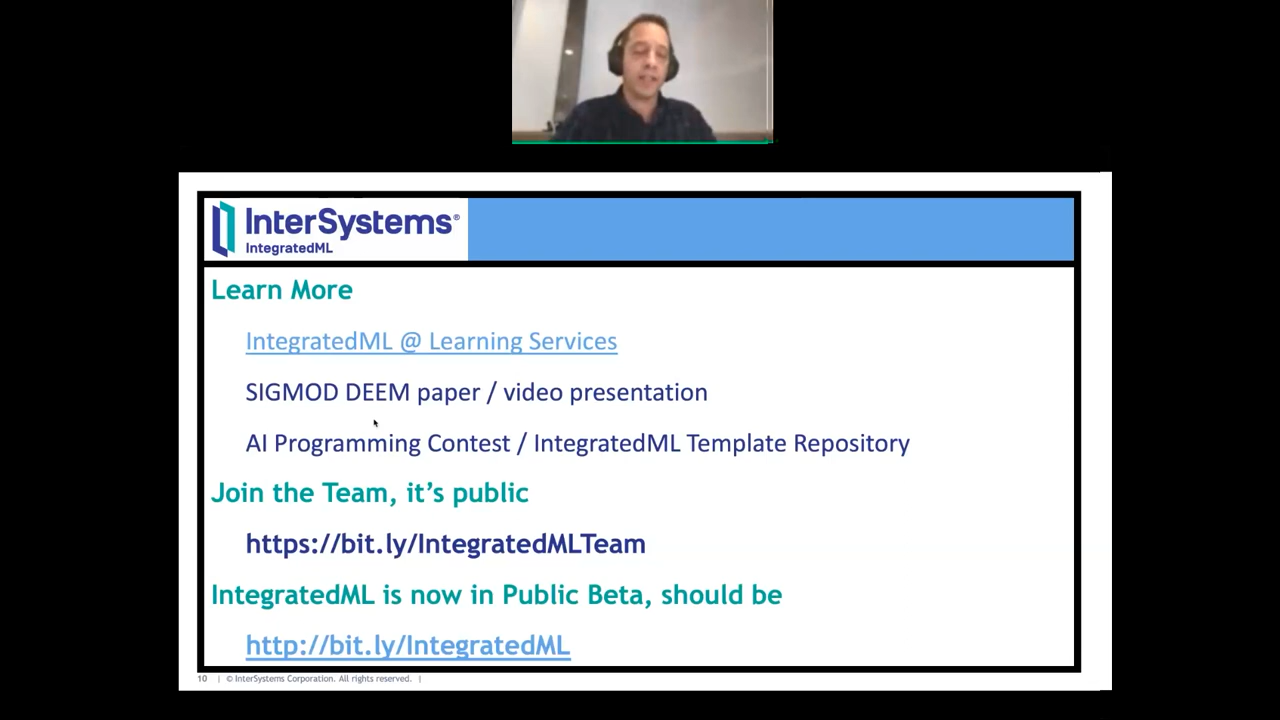 InterSystems®
IntegratedML
Learn More
IntegratedML @ Learning Services
SIGMOD DEEM paper / video presentation
AI Programming Contest / IntegratedML Template Repository
Join the Team, it’s public
https://bit.ly/IntegratedMLTeam
IntegratedML is now in Public Beta, should be
http://bit.ly/IntegratedML
10 | © InterSystems Corporation. All rights reserved. |